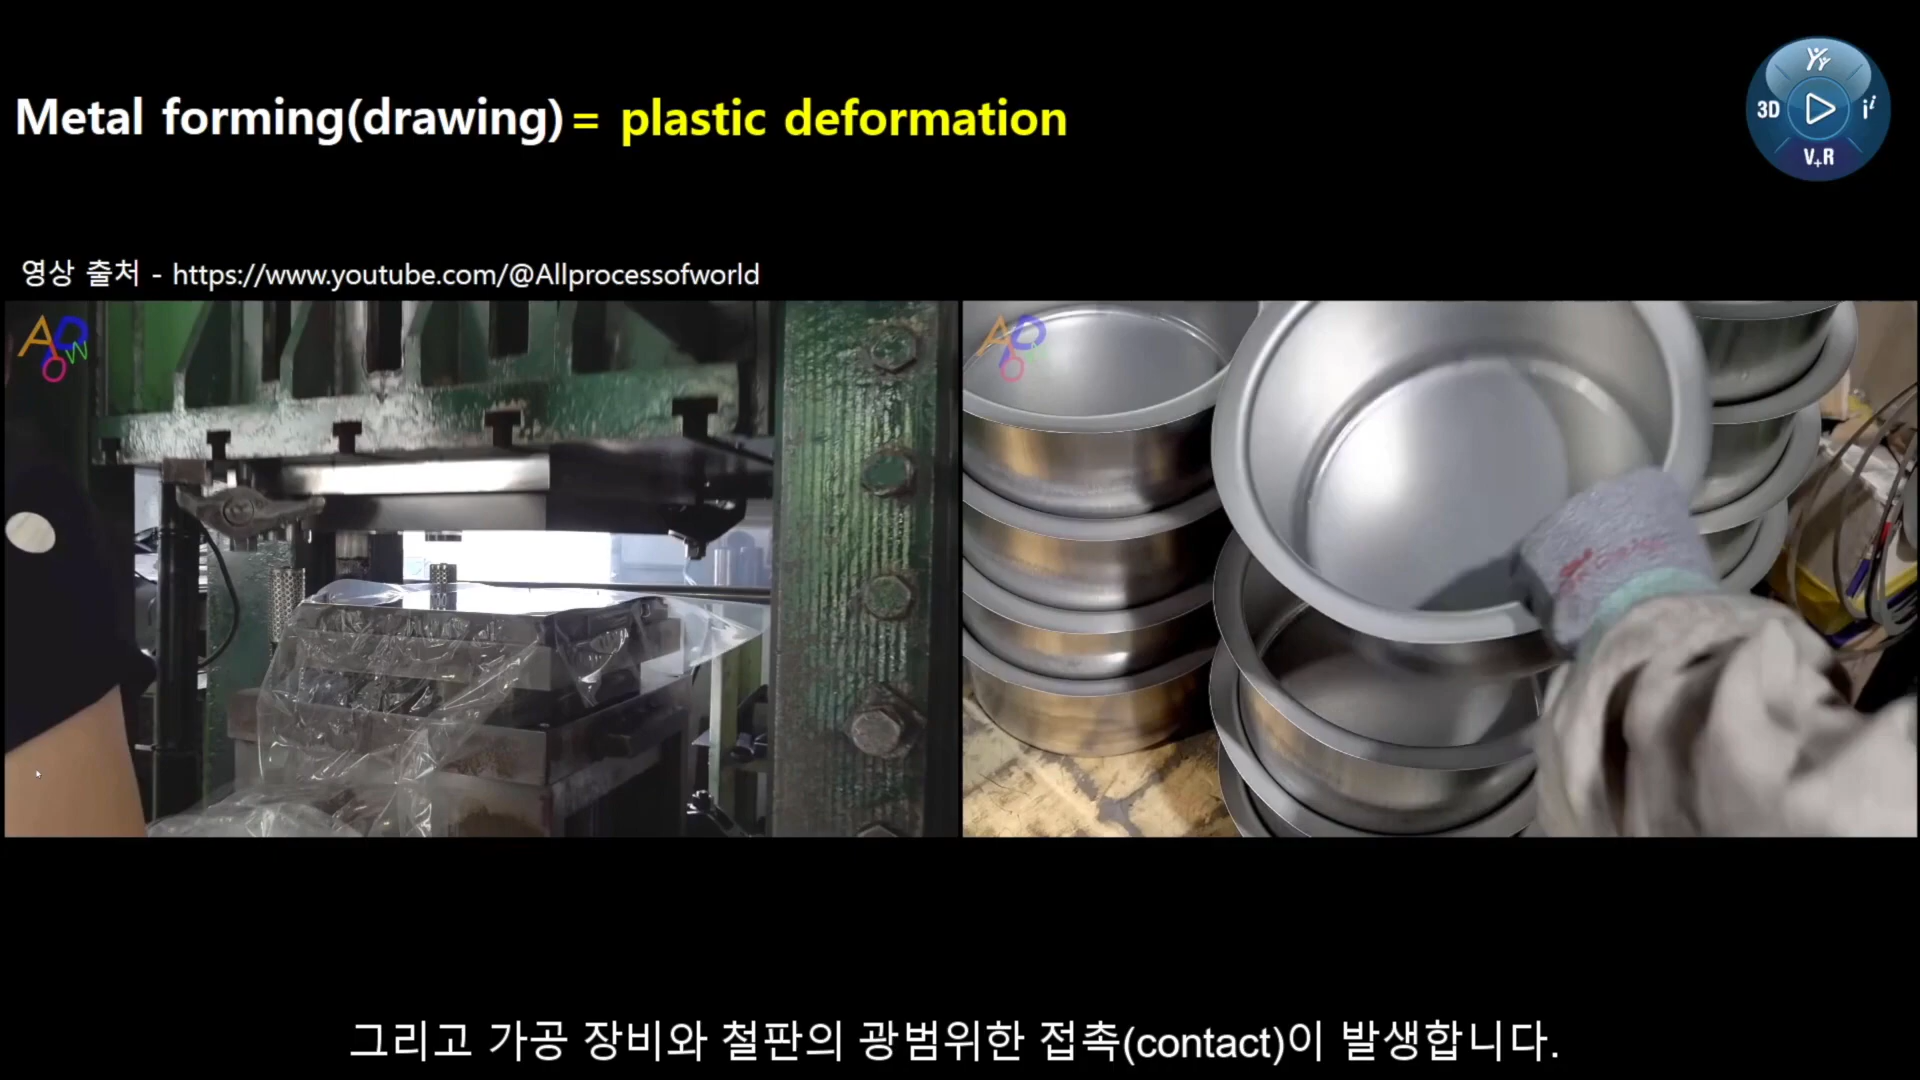 Metal forming(drawing) = plastic deformation
3D
i
V+R
영상 출처 - https://www.youtube.com/@Allprocessofworld
AODW
AOD
그리고 가공 장비와 철판의 광범위한 접촉(contact)이 발생합니다.